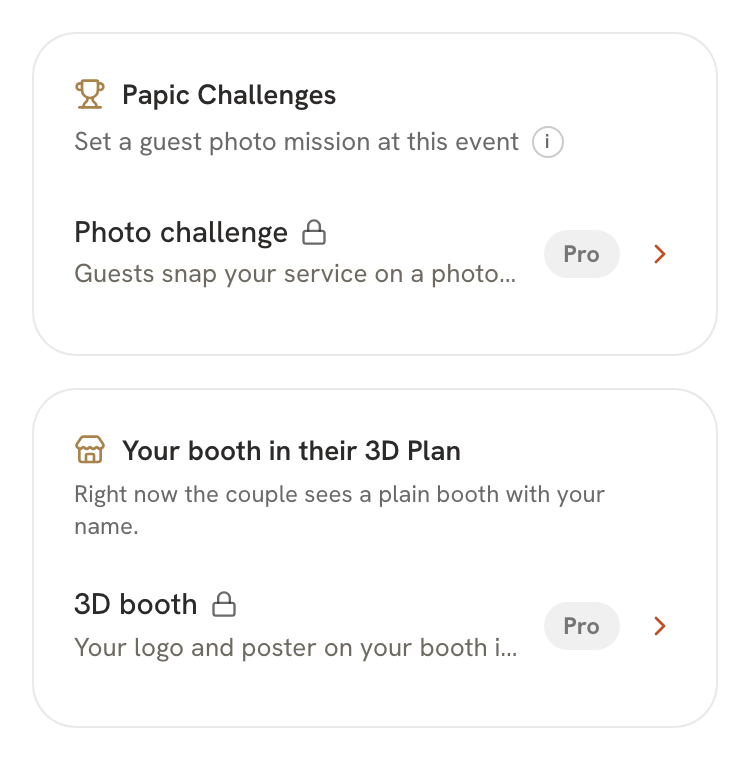 Papic Challenges
Set a guest photo mission at this event i
Photo challenge
Guests snap your service on a photo...
Pro
Your booth in their 3D Plan
Right now the couple sees a plain booth with your
name.
3D booth
Your logo and poster on your booth i...
Pro